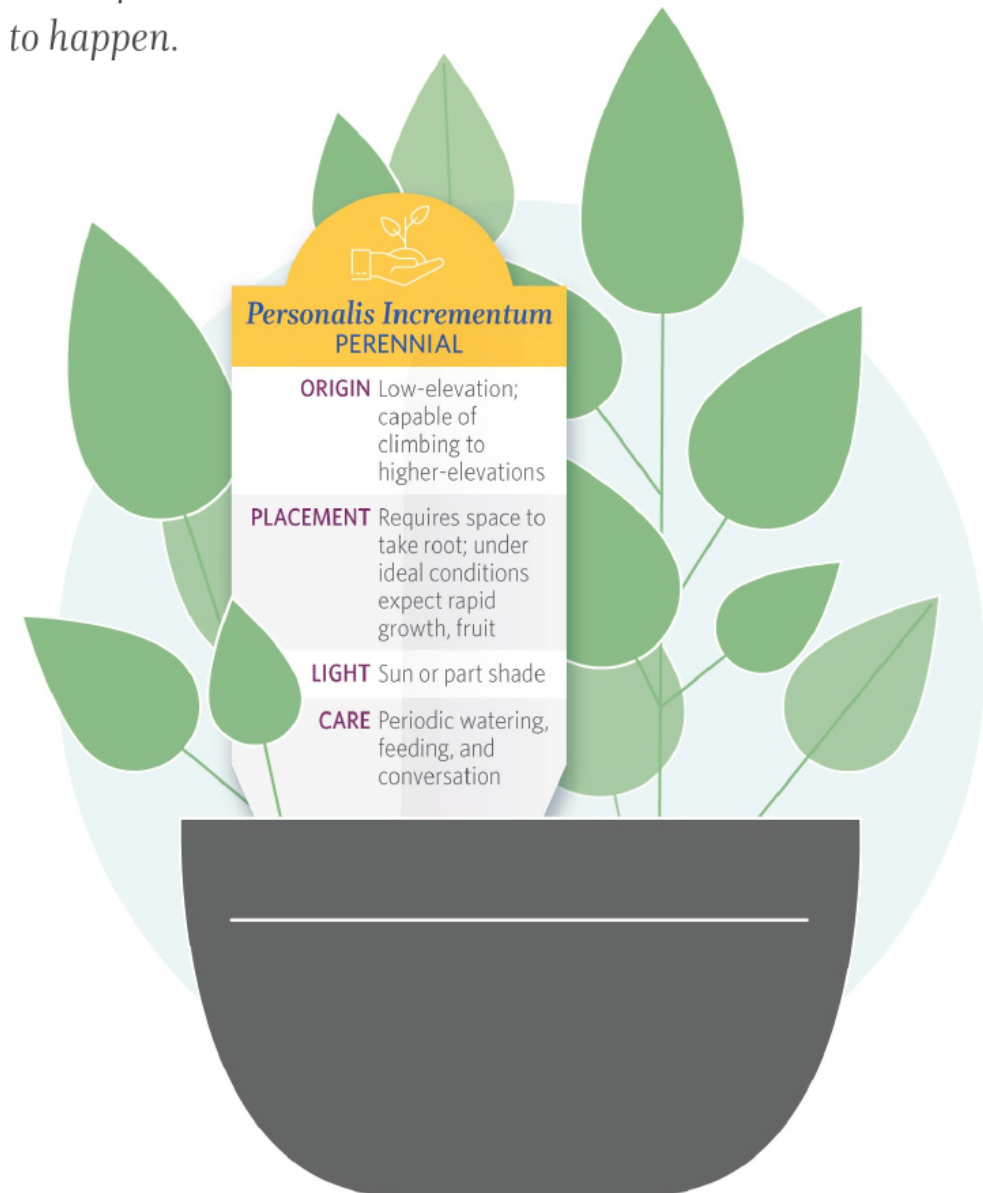 to happen.
Personalis Incrementum
PERENNIAL
ORIGIN Low-elevation;
capable of
climbing to
higher-elevations
PLACEMENT Requires space to
take root; under
ideal conditions
expect rapid
growth, fruit
LIGHT Sun or part shade
CARE Periodic watering,
feeding, and
conversation